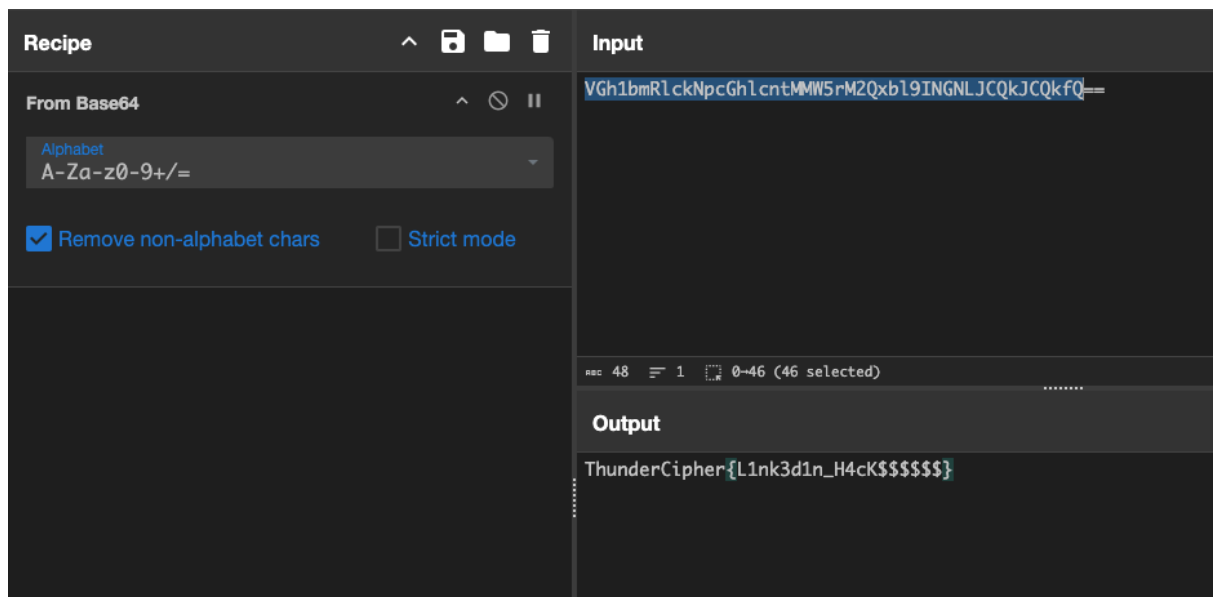 Recipe
From Base64
Alphabet
A-Za-z0-9+/=
Remove non-alphabet chars
Strict mode
Input
VGh1bmRlckNpcGhlcntMMW5rM2Qxbl9INGNLJCQkJCQkfQ==
ABC 48 1 0→46 (46 selected)
Output
ThunderCipher{L1nk3d1n_H4cK$$$$$$}